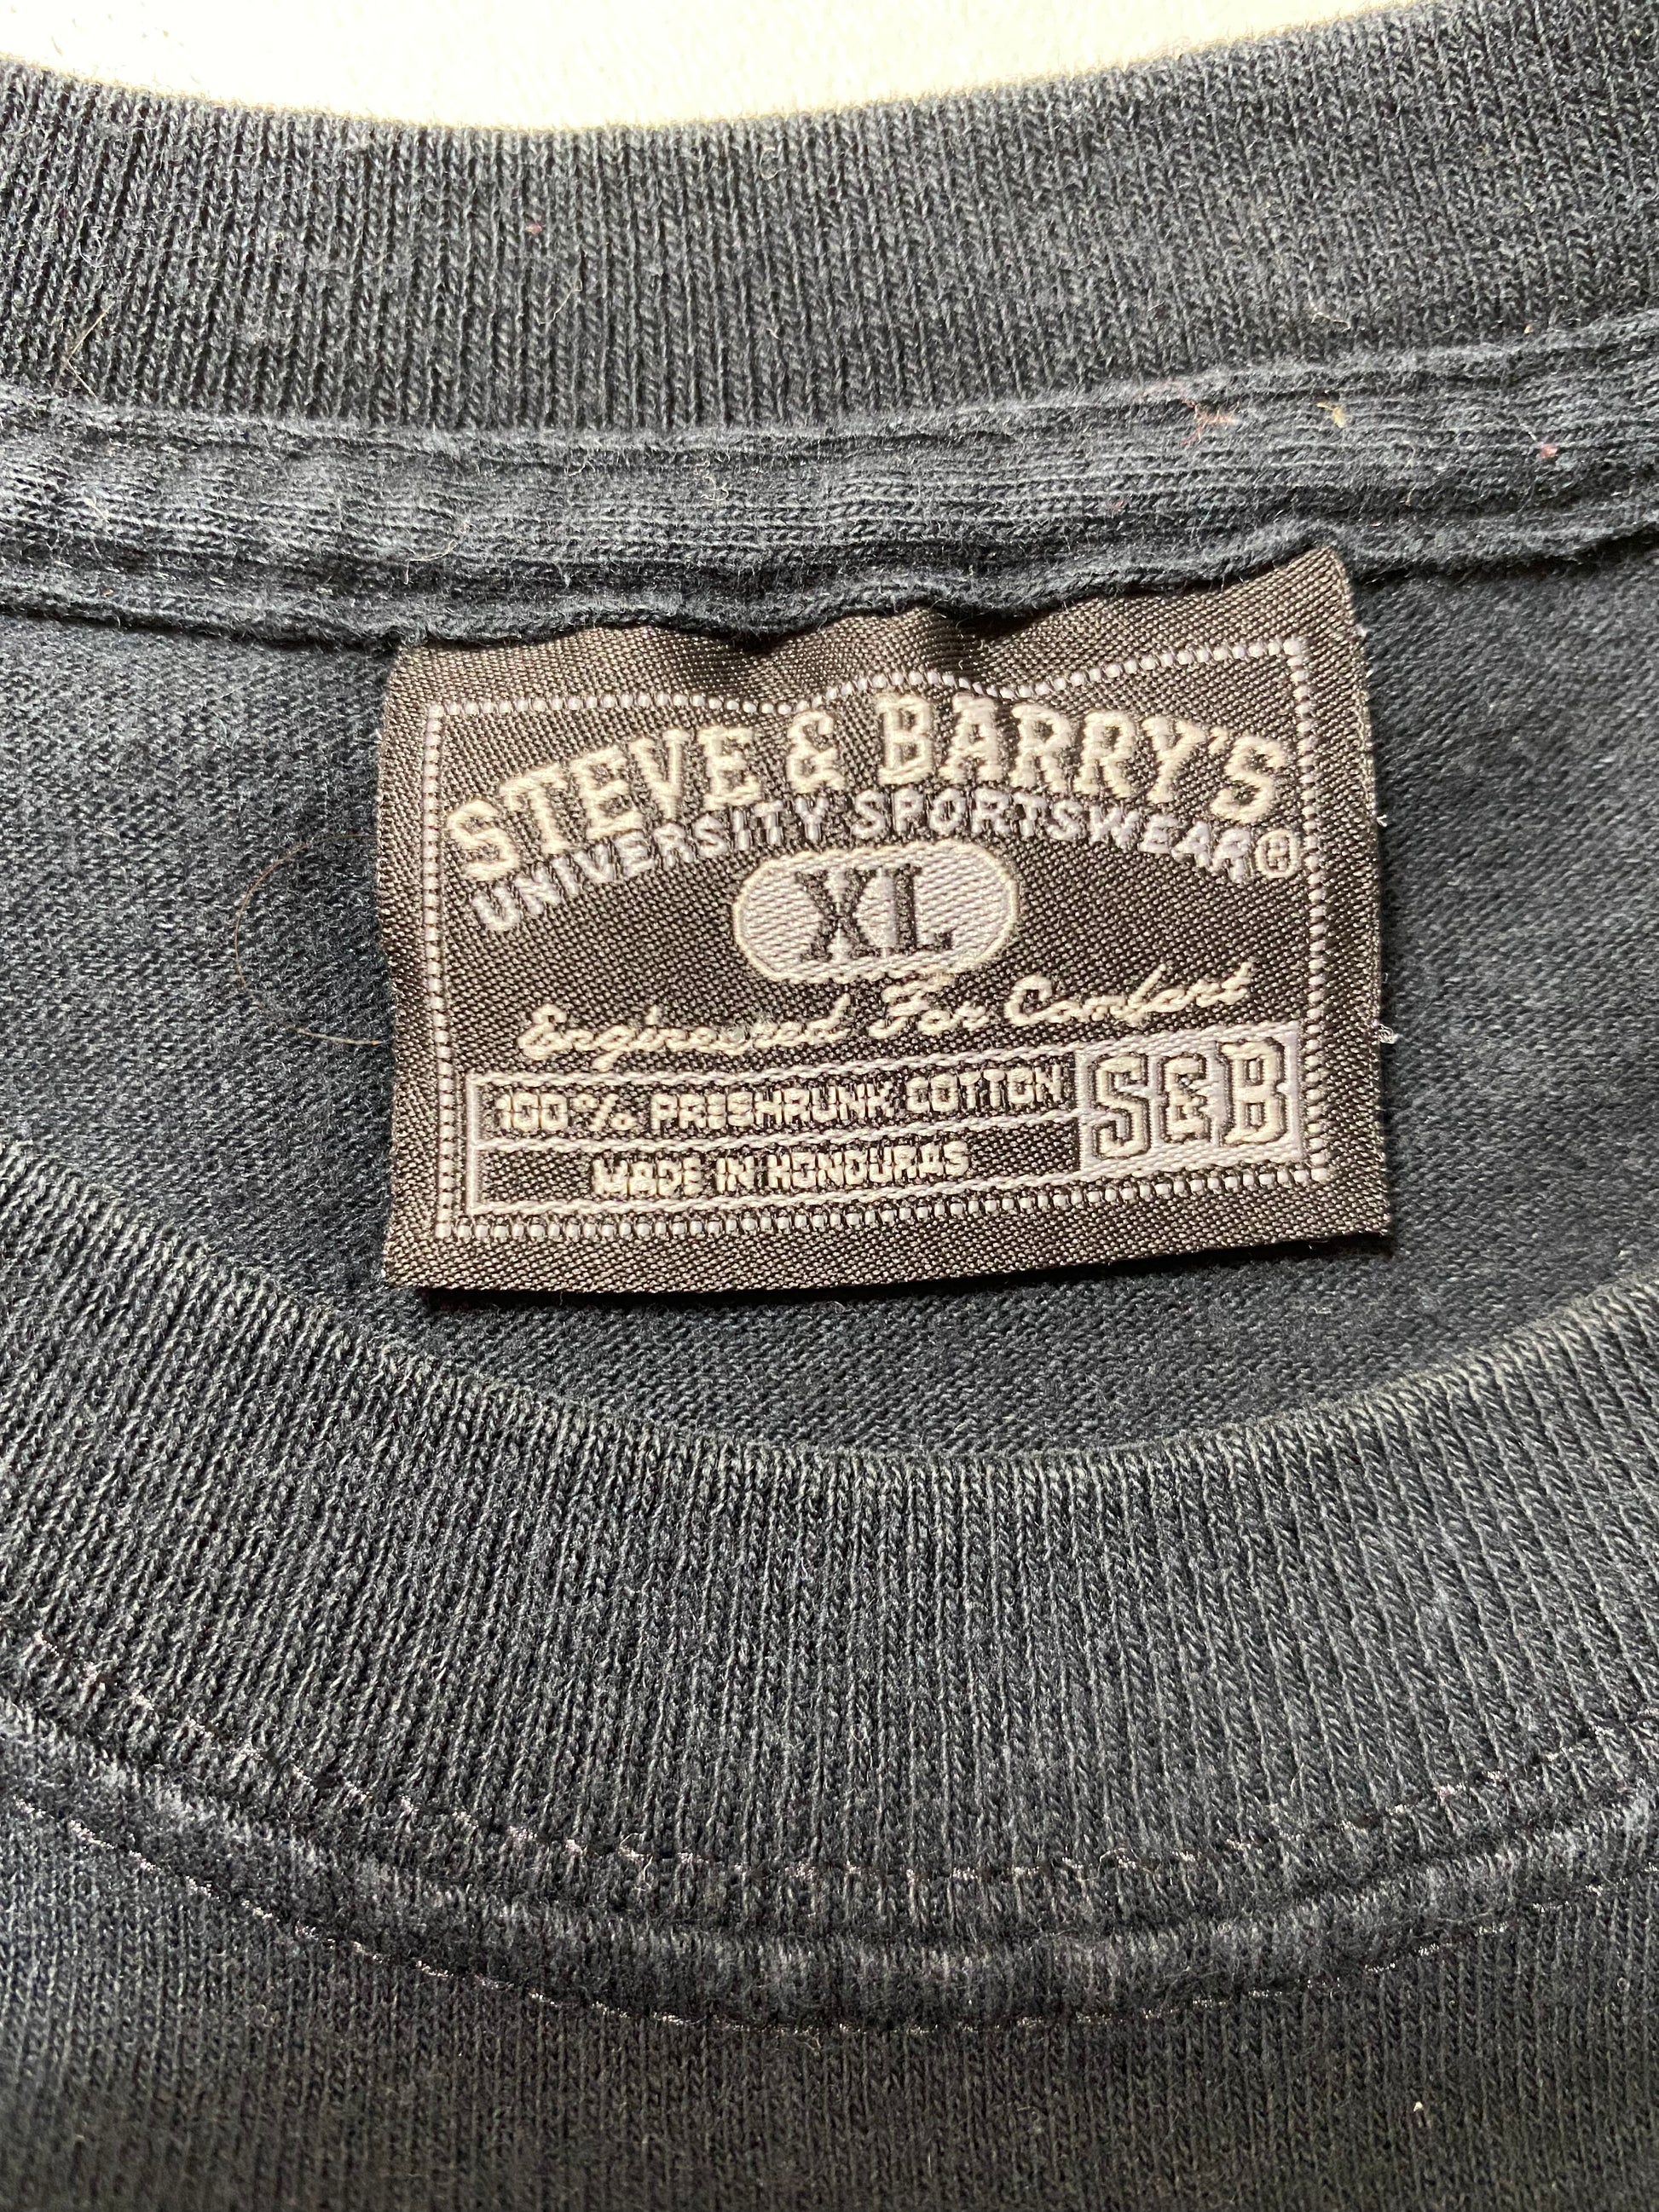 STEVE & BARRY'S
UNIVERSITY SPORTSWEAR®
XL
Engineered For Comfort
100% PRESHRUNK COTTON
MADE IN HONDURAS
S&B